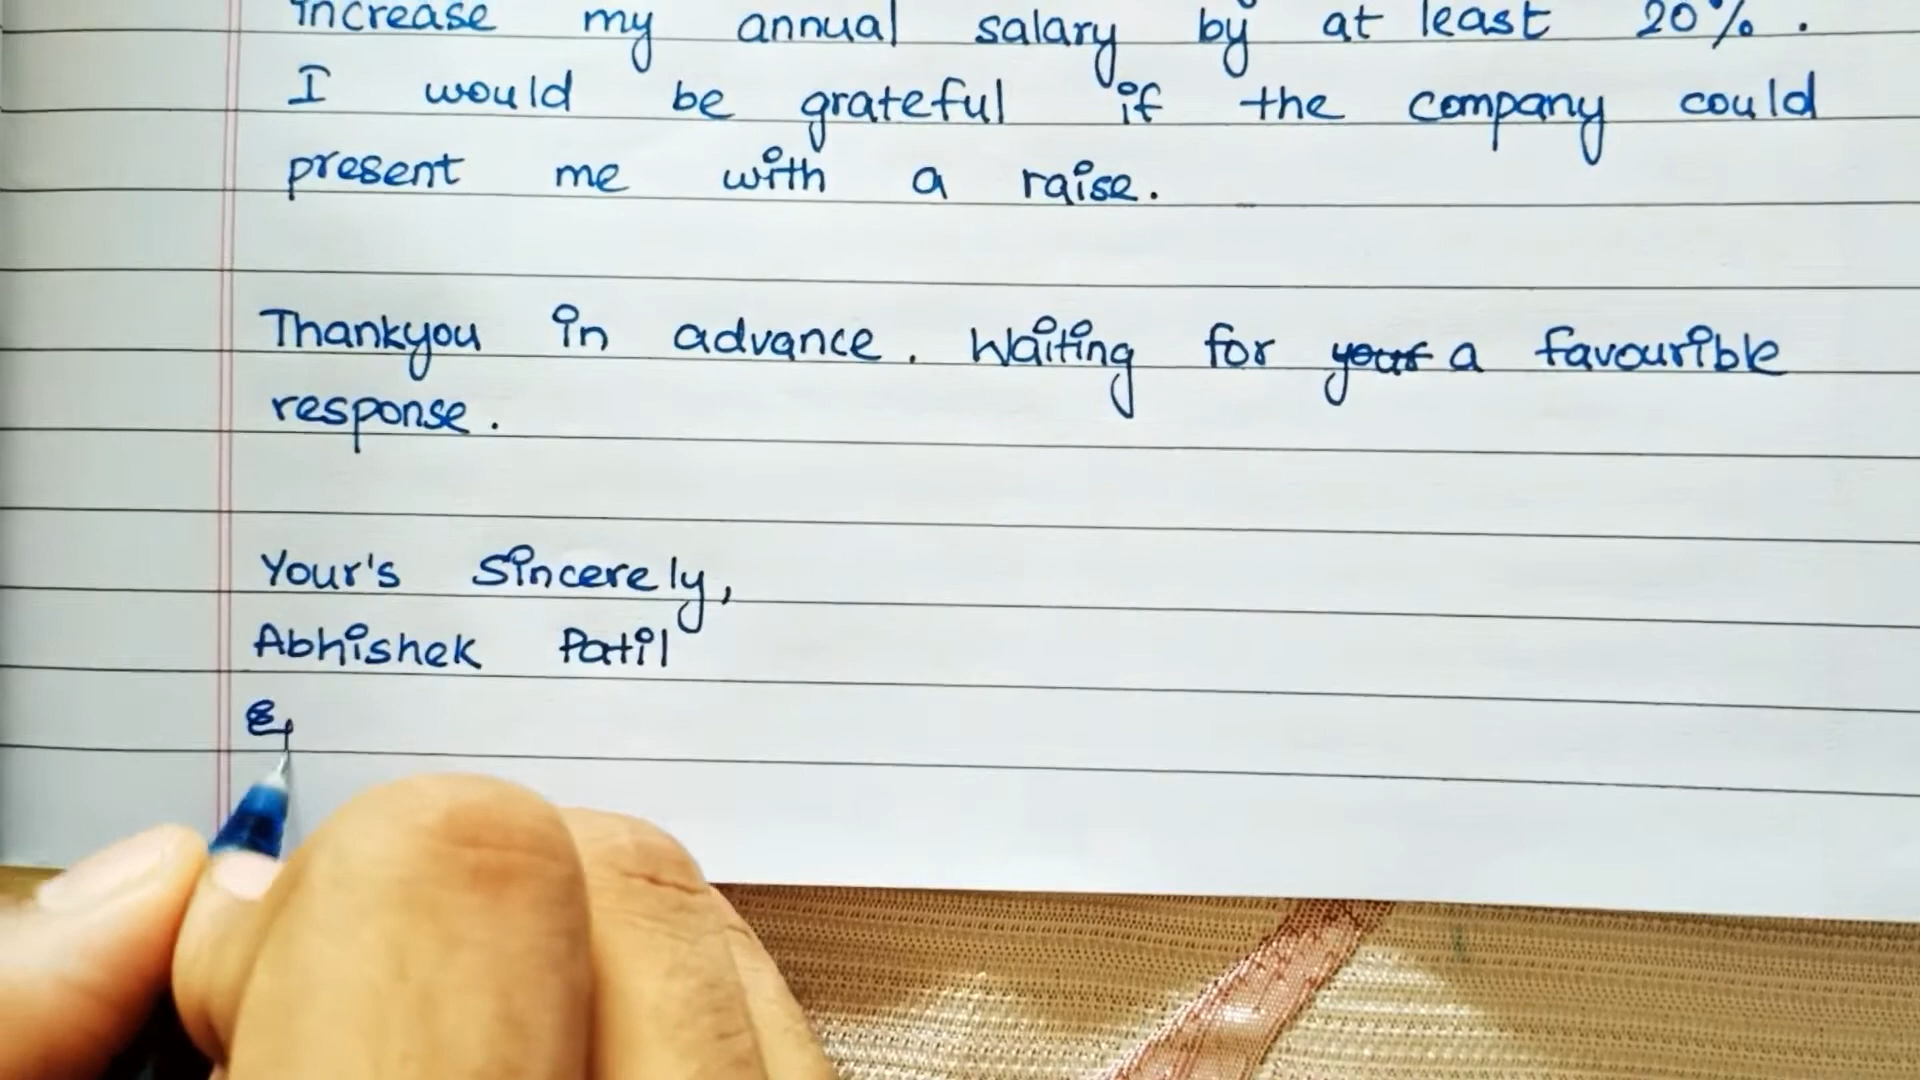 increase my annual salary by at least 20%.
I would be grateful if the company could
present me with a raise.
Thankyou in advance. Waiting for your a favourible
response.
Your's Sincerely,
Abhishek Patil